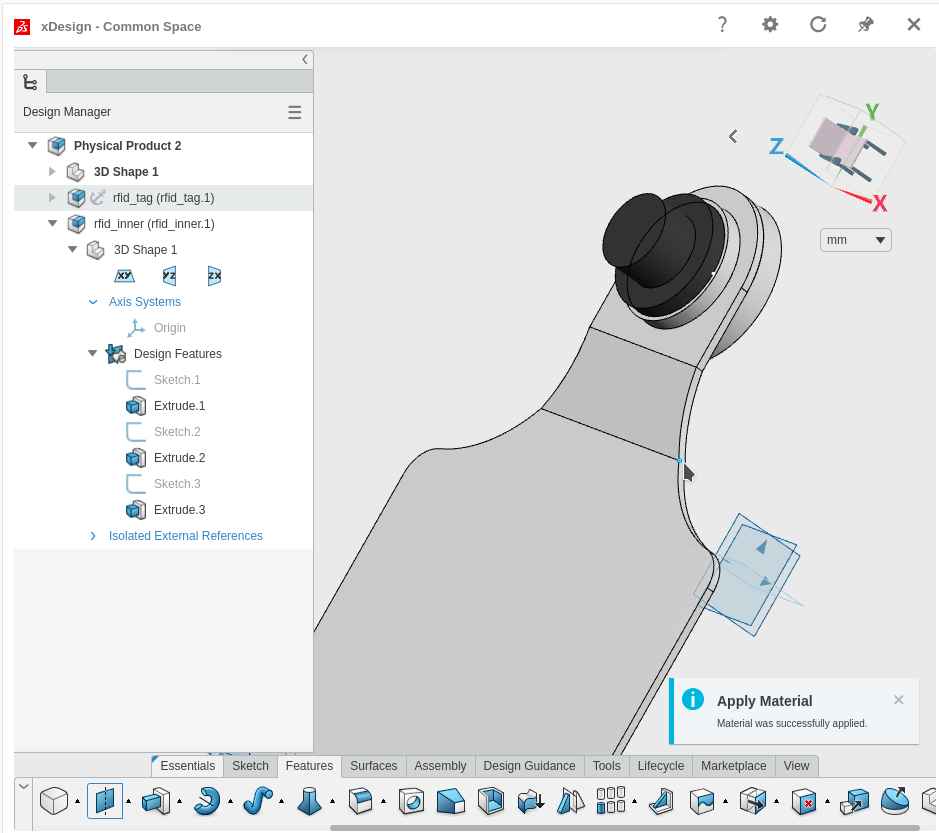 xDesign - Common Space
?
Design Manager
Physical Product 2
3D Shape 1
rfid_tag (rfid_tag.1)
rfid_inner (rfid_inner.1)
3D Shape 1
XY YZ ZX
Axis Systems
Origin
Design Features
Sketch.1
Extrude.1
Sketch.2
Extrude.2
Sketch.3
Extrude.3
Isolated External References
Y
Z
X
mm
Apply Material
Material was successfully applied.
Essentials Sketch Features Surfaces Assembly Design Guidance Tools Lifecycle Marketplace View